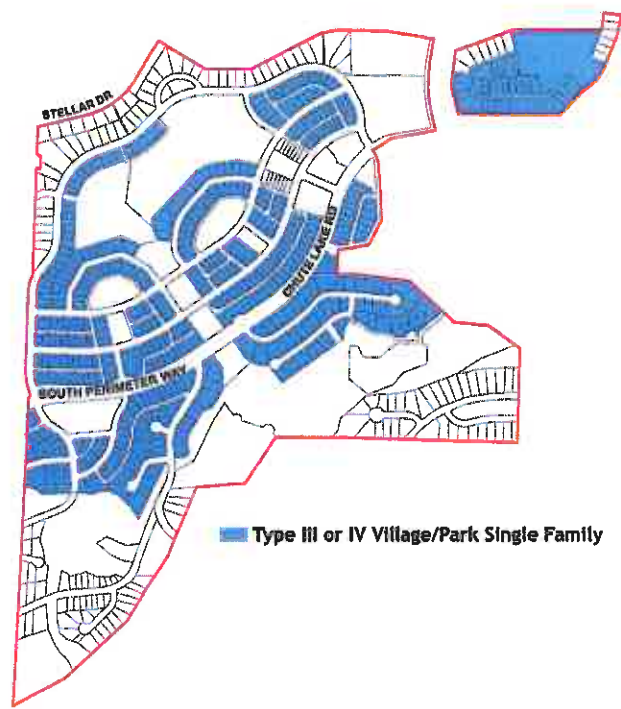 STELLAR DR
CHUTE LAKE RD
SOUTH PERIMETER WAY
Type III or IV Village/Park Single Family